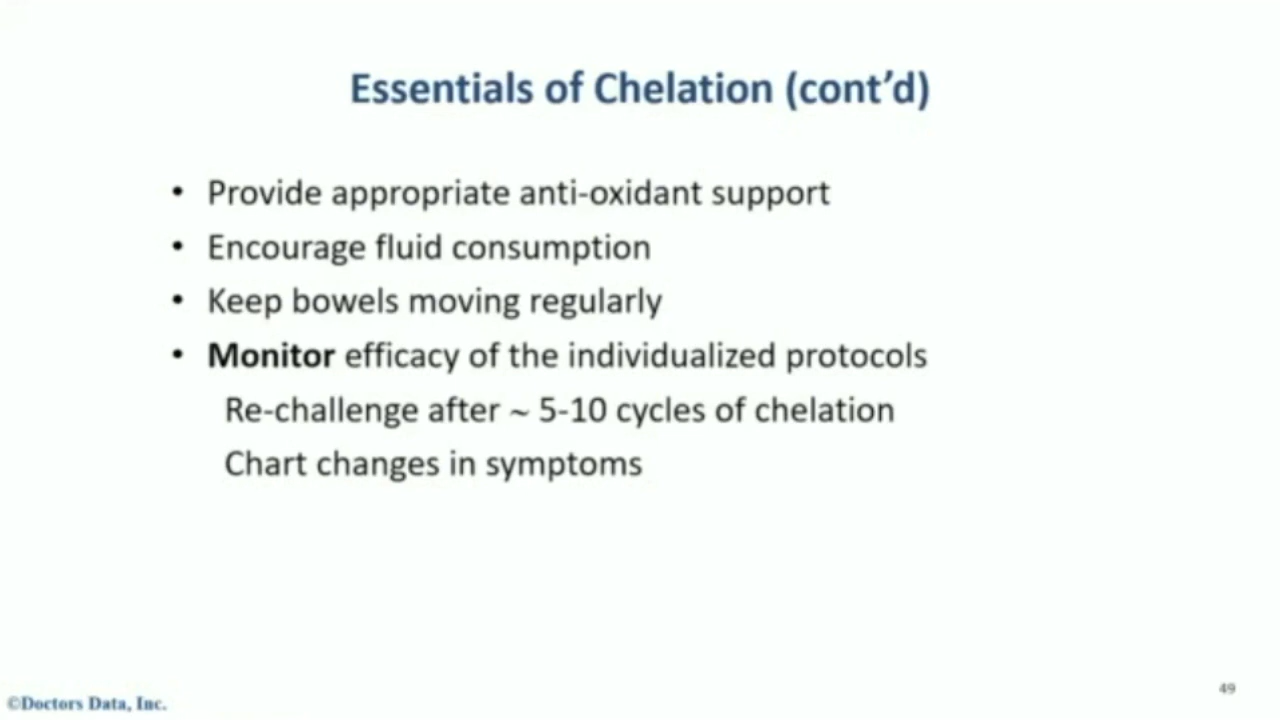 Essentials of Chelation (cont’d)
• Provide appropriate anti-oxidant support
• Encourage fluid consumption
• Keep bowels moving regularly
• Monitor efficacy of the individualized protocols
Re-challenge after ~ 5-10 cycles of chelation
Chart changes in symptoms
©Doctors Data, Inc.
49